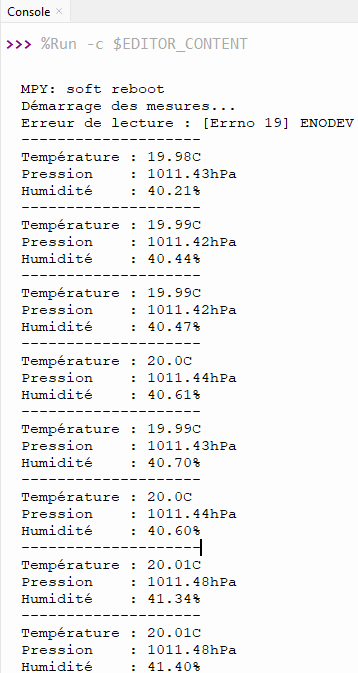 Console ×
>>> %Run -c $EDITOR_CONTENT
MPY: soft reboot
Démarrage des mesures...
Erreur de lecture : [Errno 19] ENODEV
--------------------
Température : 19.98C
Pression    : 1011.43hPa
Humidité    : 40.21%
--------------------
Température : 19.99C
Pression    : 1011.42hPa
Humidité    : 40.44%
--------------------
Température : 19.99C
Pression    : 1011.42hPa
Humidité    : 40.47%
--------------------
Température : 20.0C
Pression    : 1011.44hPa
Humidité    : 40.61%
--------------------
Température : 19.99C
Pression    : 1011.43hPa
Humidité    : 40.70%
--------------------
Température : 20.0C
Pression    : 1011.44hPa
Humidité    : 40.60%
--------------------
Température : 20.01C
Pression    : 1011.48hPa
Humidité    : 41.34%
--------------------
Température : 20.01C
Pression    : 1011.48hPa
Humidité    : 41.40%